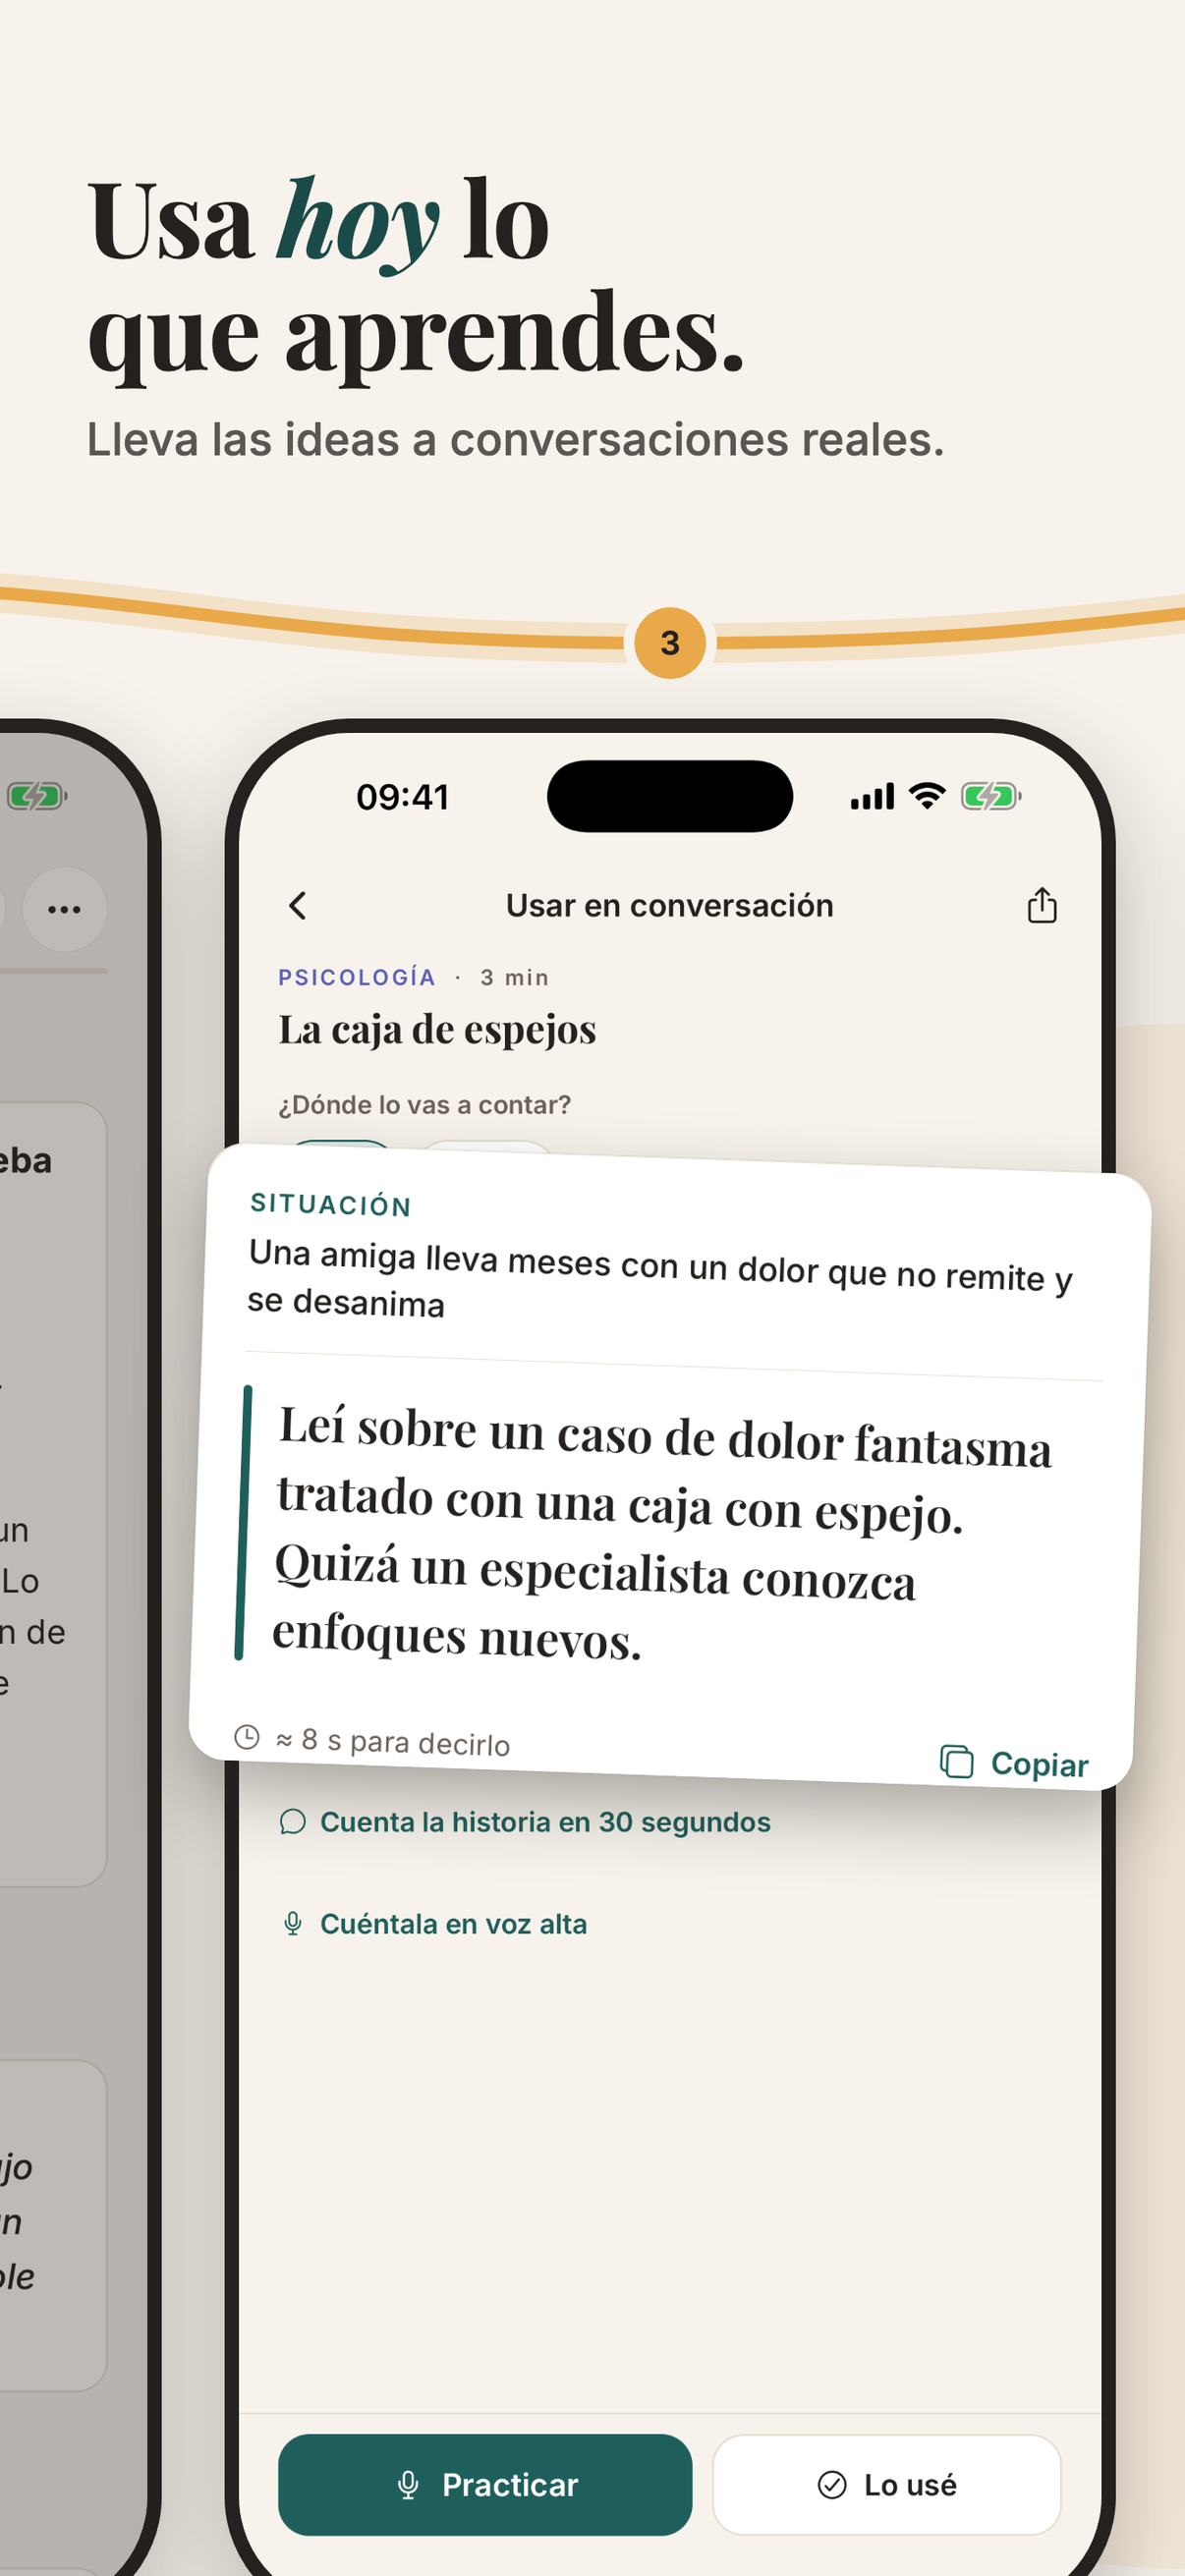 Usa hoy lo
que aprendes.
Lleva las ideas a conversaciones reales.
3
09:41
Usar en conversación
PSICOLOGÍA · 3 min
La caja de espejos
¿Dónde lo vas a contar?
SITUACIÓN
Una amiga lleva meses con un dolor que no remite y
se desanima
Leí sobre un caso de dolor fantasma
tratado con una caja con espejo.
Quizá un especialista conozca
enfoques nuevos.
≈ 8 s para decirlo
Copiar
Cuenta la historia en 30 segundos
Cuéntala en voz alta
Practicar
Lo usé
un
Lo
de